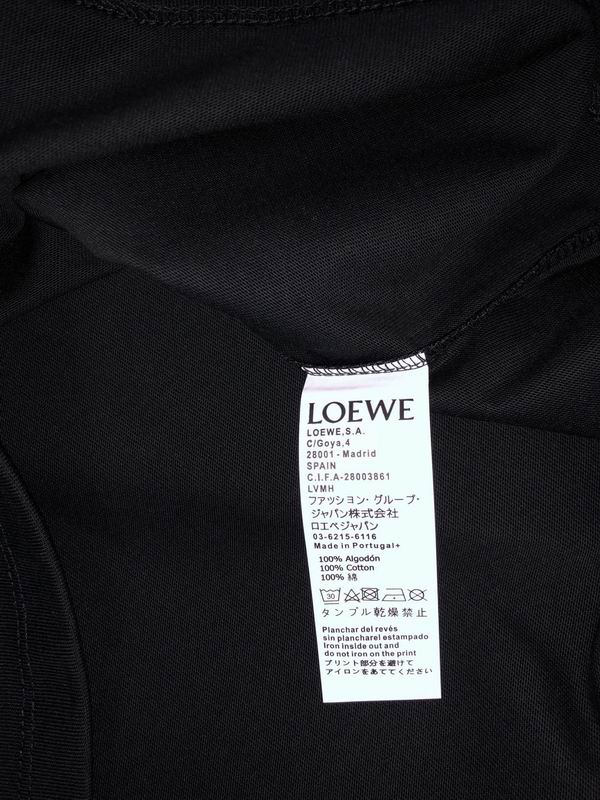 LOEWE
LOEWE,S.A.
C/Goya,4
28001 - Madrid
SPAIN
C.I.F.A-28003861
LVMH
ファッション・グループ・
ジャパン株式会社
ロエベジャパン
03-6215-6116
Made in Portugal+
100% Algodón
100% Cotton
100% 綿
30
タンブル乾燥禁止
Planchar del revés
sin plancharel estampado
Iron inside out and
do not iron on the print
プリント部分を避けて
アイロンをあててください